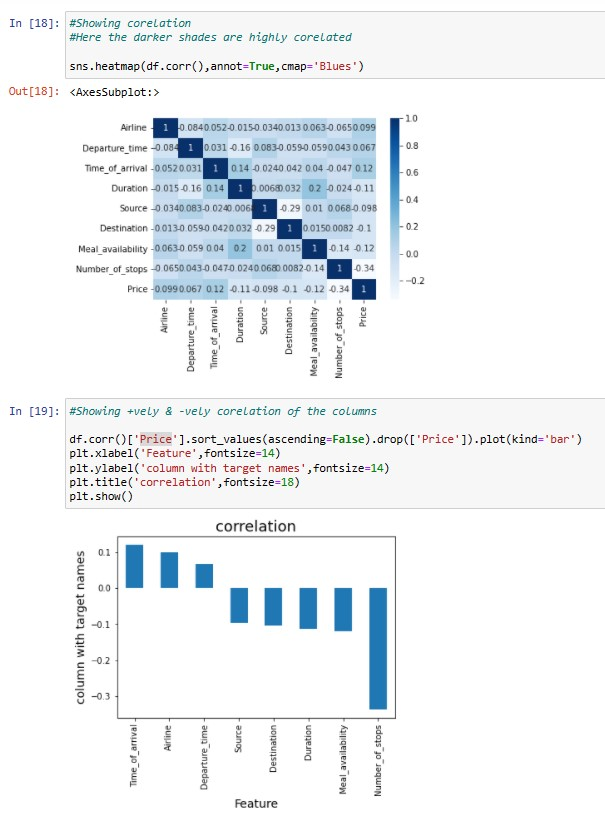 In [18]: #Showing corelation
#Here the darker shades are highly corelated
sns.heatmap(df.corr(),annot=True,cmap='Blues')
Out[18]: <AxesSubplot:>
Airline 1 -0.084 0.052 -0.015 -0.034 0.013 0.063 -0.065 0.099
Departure_time -0.084 1 0.031 -0.16 0.083 -0.059 -0.059 0.043 0.067
Time_of_arrival 0.052 0.031 1 0.14 -0.024 0.042 0.04 -0.047 0.12
Duration -0.015 -0.16 0.14 1 0.0068 0.032 0.2 -0.024 -0.11
Source -0.034 0.083 -0.024 0.0068 1 -0.29 0.01 0.068 -0.098
Destination 0.013 -0.059 0.042 0.032 -0.29 1 0.015 0.0082 -0.1
Meal_availability 0.063 -0.059 0.04 0.2 0.01 0.015 1 -0.14 -0.12
Number_of_stops -0.065 0.043 -0.047 -0.024 0.068 0.0082 -0.14 1 -0.34
Price 0.099 0.067 0.12 -0.11 -0.098 -0.1 -0.12 -0.34 1
Airline
Departure_time
Time_of_arrival
Duration
Source
Destination
Meal_availability
Number_of_stops
Price
1.0
0.8
0.6
0.4
0.2
0.0
-0.2
In [19]: #Showing +vely & -vely corelation of the columns
df.corr()['Price'].sort_values(ascending=False).drop(['Price']).plot(kind='bar')
plt.xlabel('Feature',fontsize=14)
plt.ylabel('column with target names',fontsize=14)
plt.title('correlation',fontsize=18)
plt.show()
correlation
column with target names
0.1
0.0
-0.1
-0.2
-0.3
Time_of_arrival
Airline
Departure_time
Source
Destination
Duration
Meal_availability
Number_of_stops
Feature